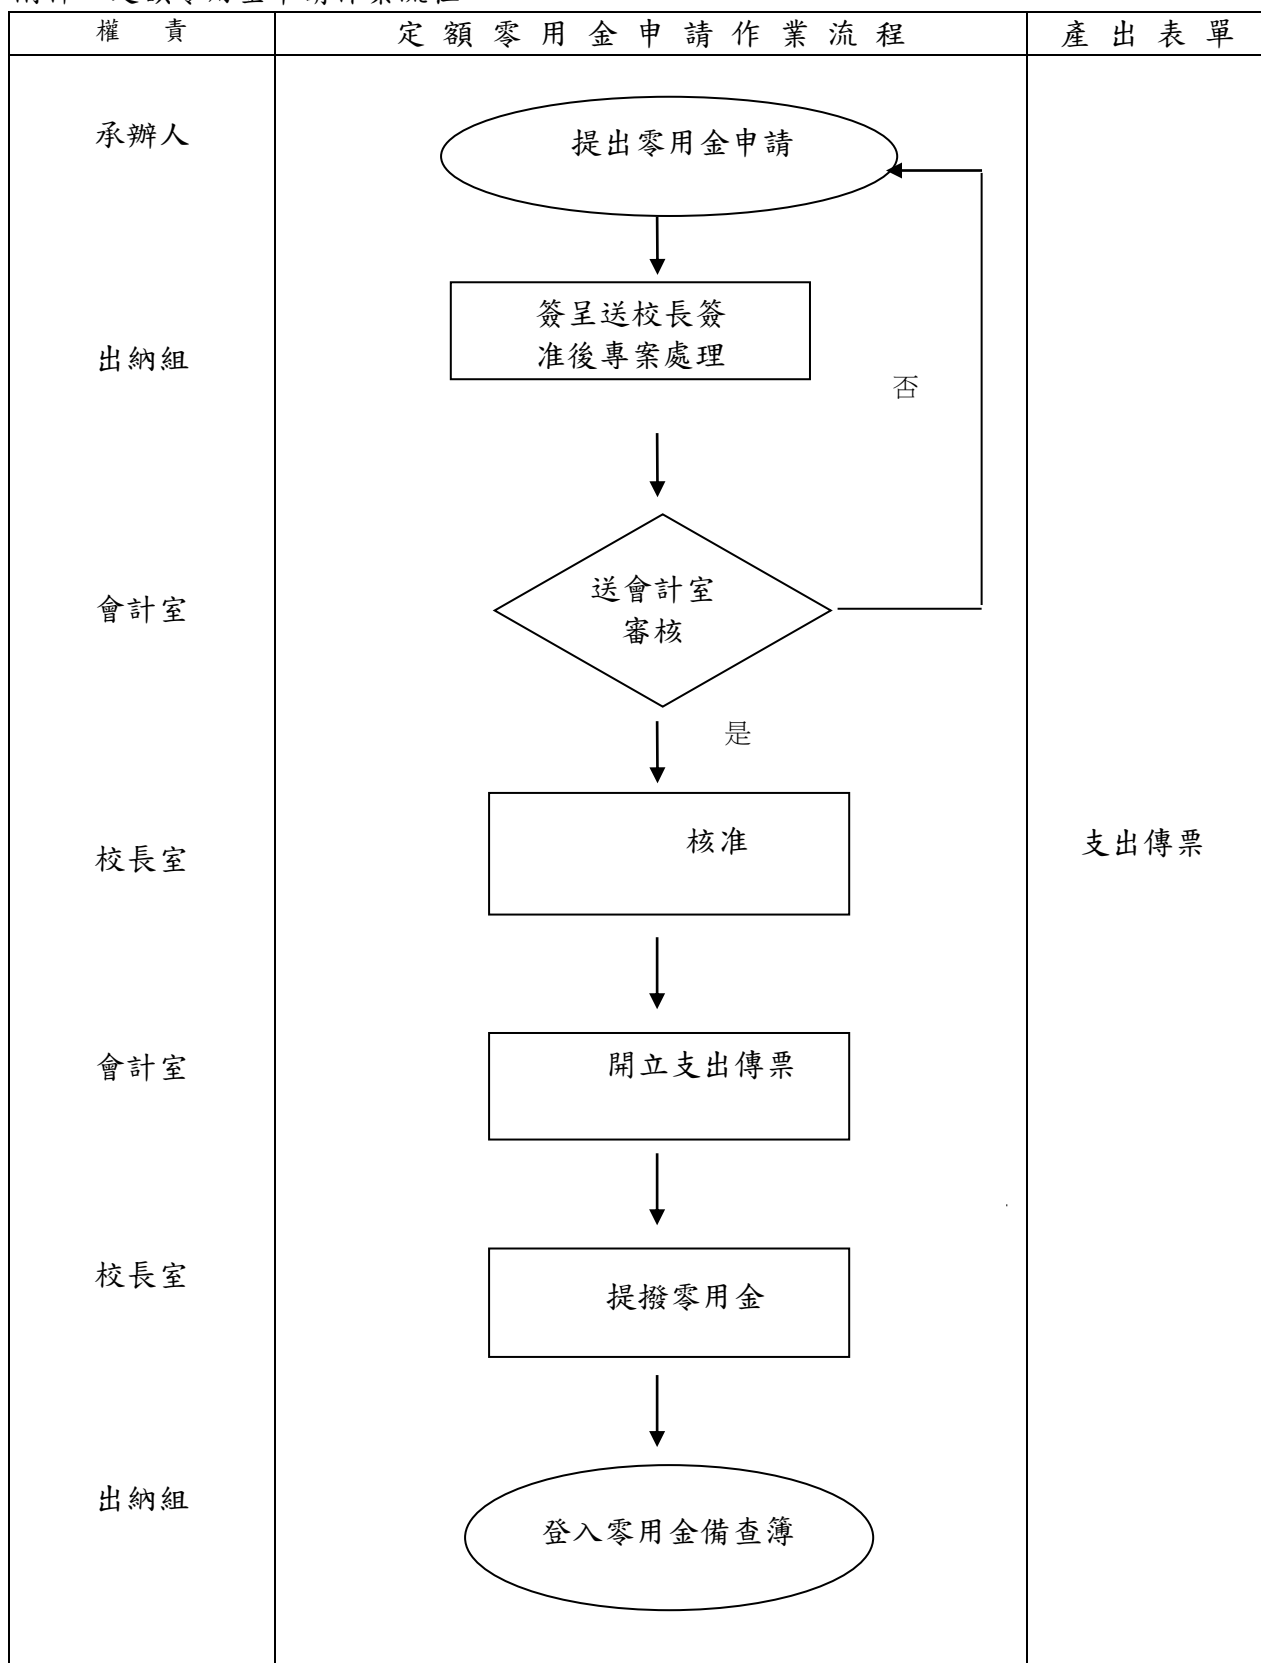 權 責
定額零用金申請作業流程
產出表單
承辦人
提出零用金申請
出納組
簽呈送校長簽
准後專案處理
否
會計室
送會計室
審核
是
校長室
核准
支出傳票
會計室
開立支出傳票
校長室
提撥零用金
出納組
登入零用金備查簿